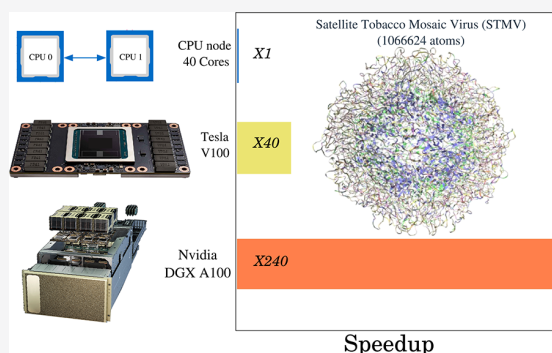 CPU 0
CPU 1
CPU node
40 Cores
X1
Satellite Tobacco Mosaic Virus (STMV)
(1066624 atoms)
Tesla
V100
X40
Nvidia
DGX A100
X240
Speedup